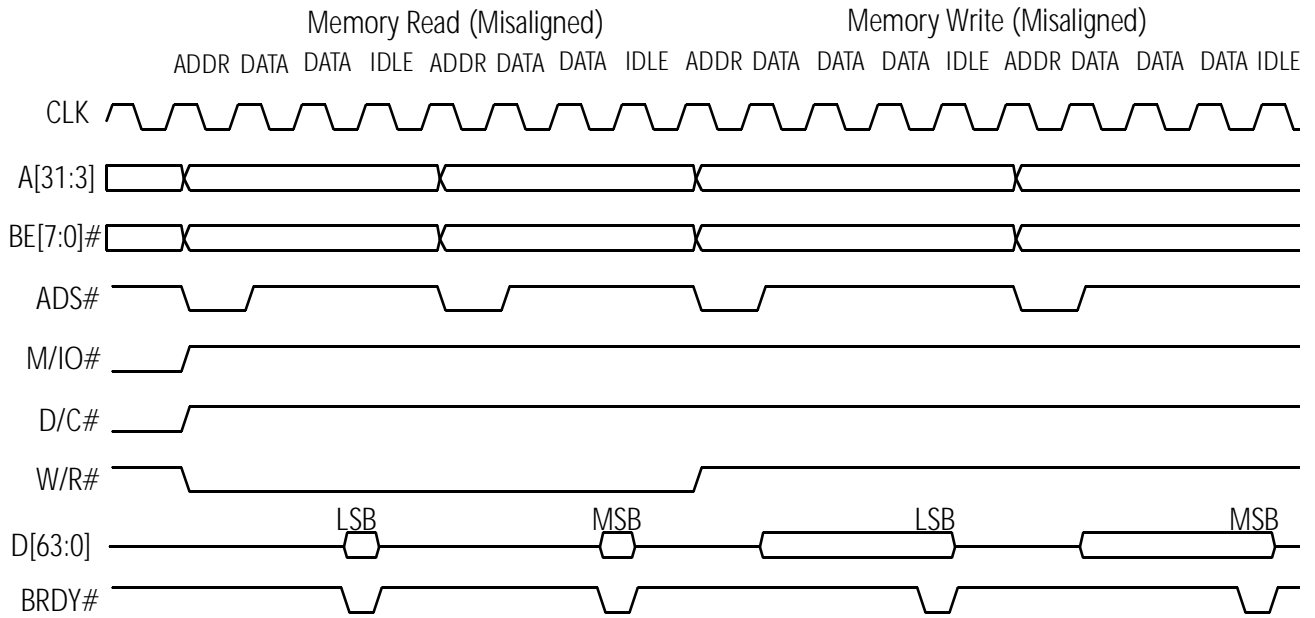 Memory Read (Misaligned) Memory Write (Misaligned)
ADDR DATA DATA IDLE ADDR DATA DATA IDLE ADDR DATA DATA DATA IDLE ADDR DATA DATA DATA IDLE
CLK
A[31:3]
BE[7:0]#
ADS#
M/IO#
D/C#
W/R#
LSB MSB LSB MSB
D[63:0]
BRDY#